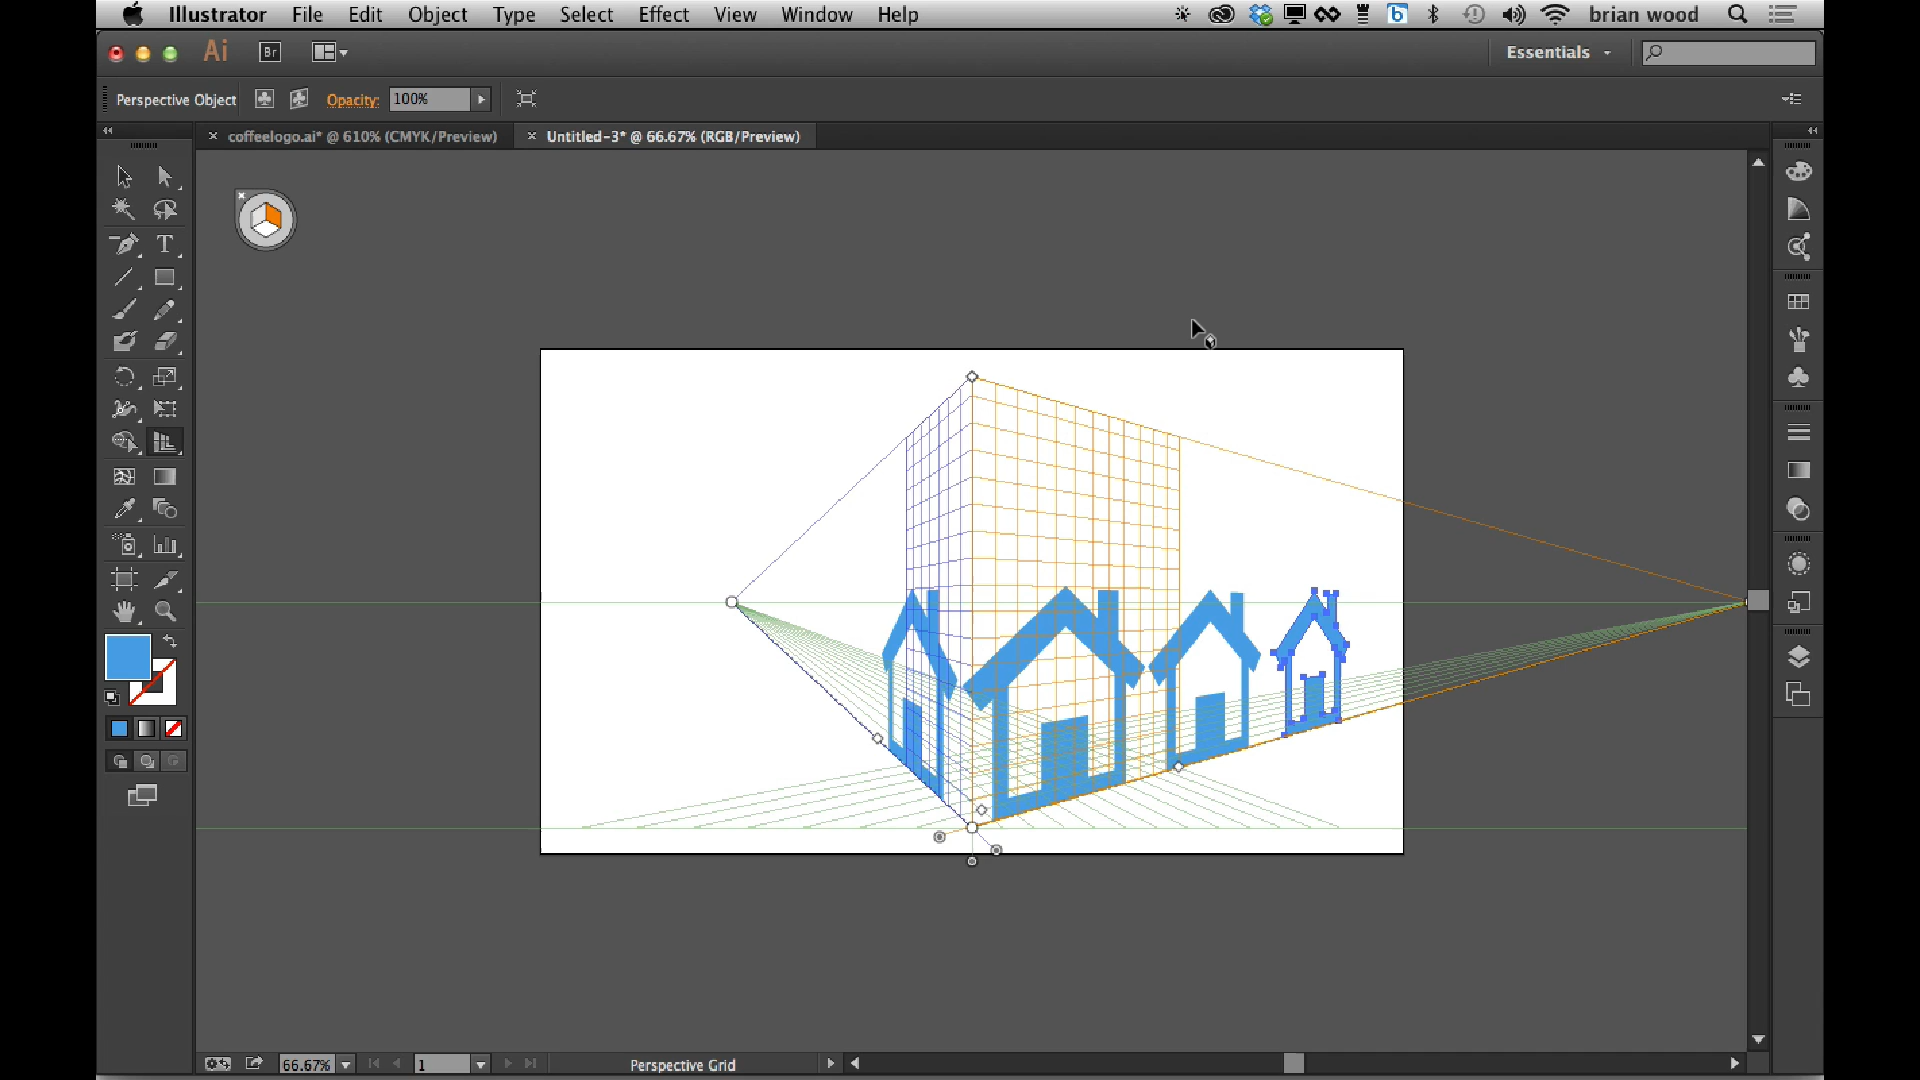 Illustrator File Edit Object Type Select Effect View Window Help brian wood
Ai Br Essentials
Perspective Object Opacity: 100%
coffeelogo.ai* @ 610% (CMYK/Preview) Untitled-3* @ 66.67% (RGB/Preview)
T
66.67% 1 Perspective Grid